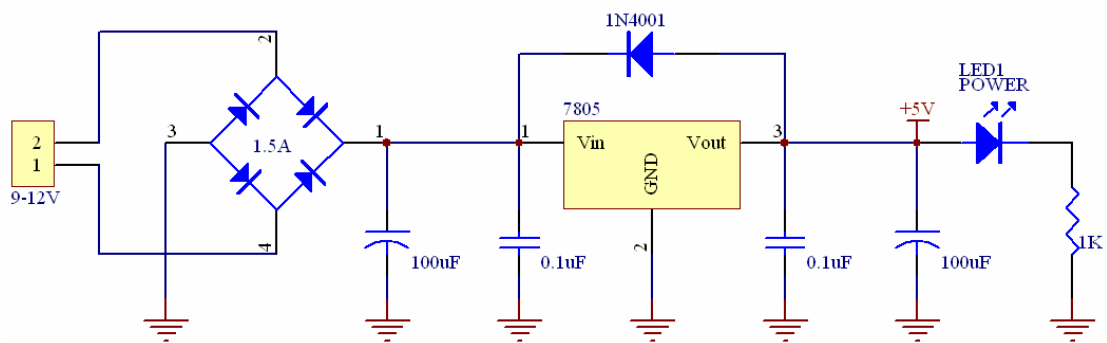 1N4001
2
LED1
POWER
7805
+5V
2
1
9-12V
3
1.5A
1
1
Vin
GND
Vout
3
4
100uF
0.1uF
2
0.1uF
100uF
1K